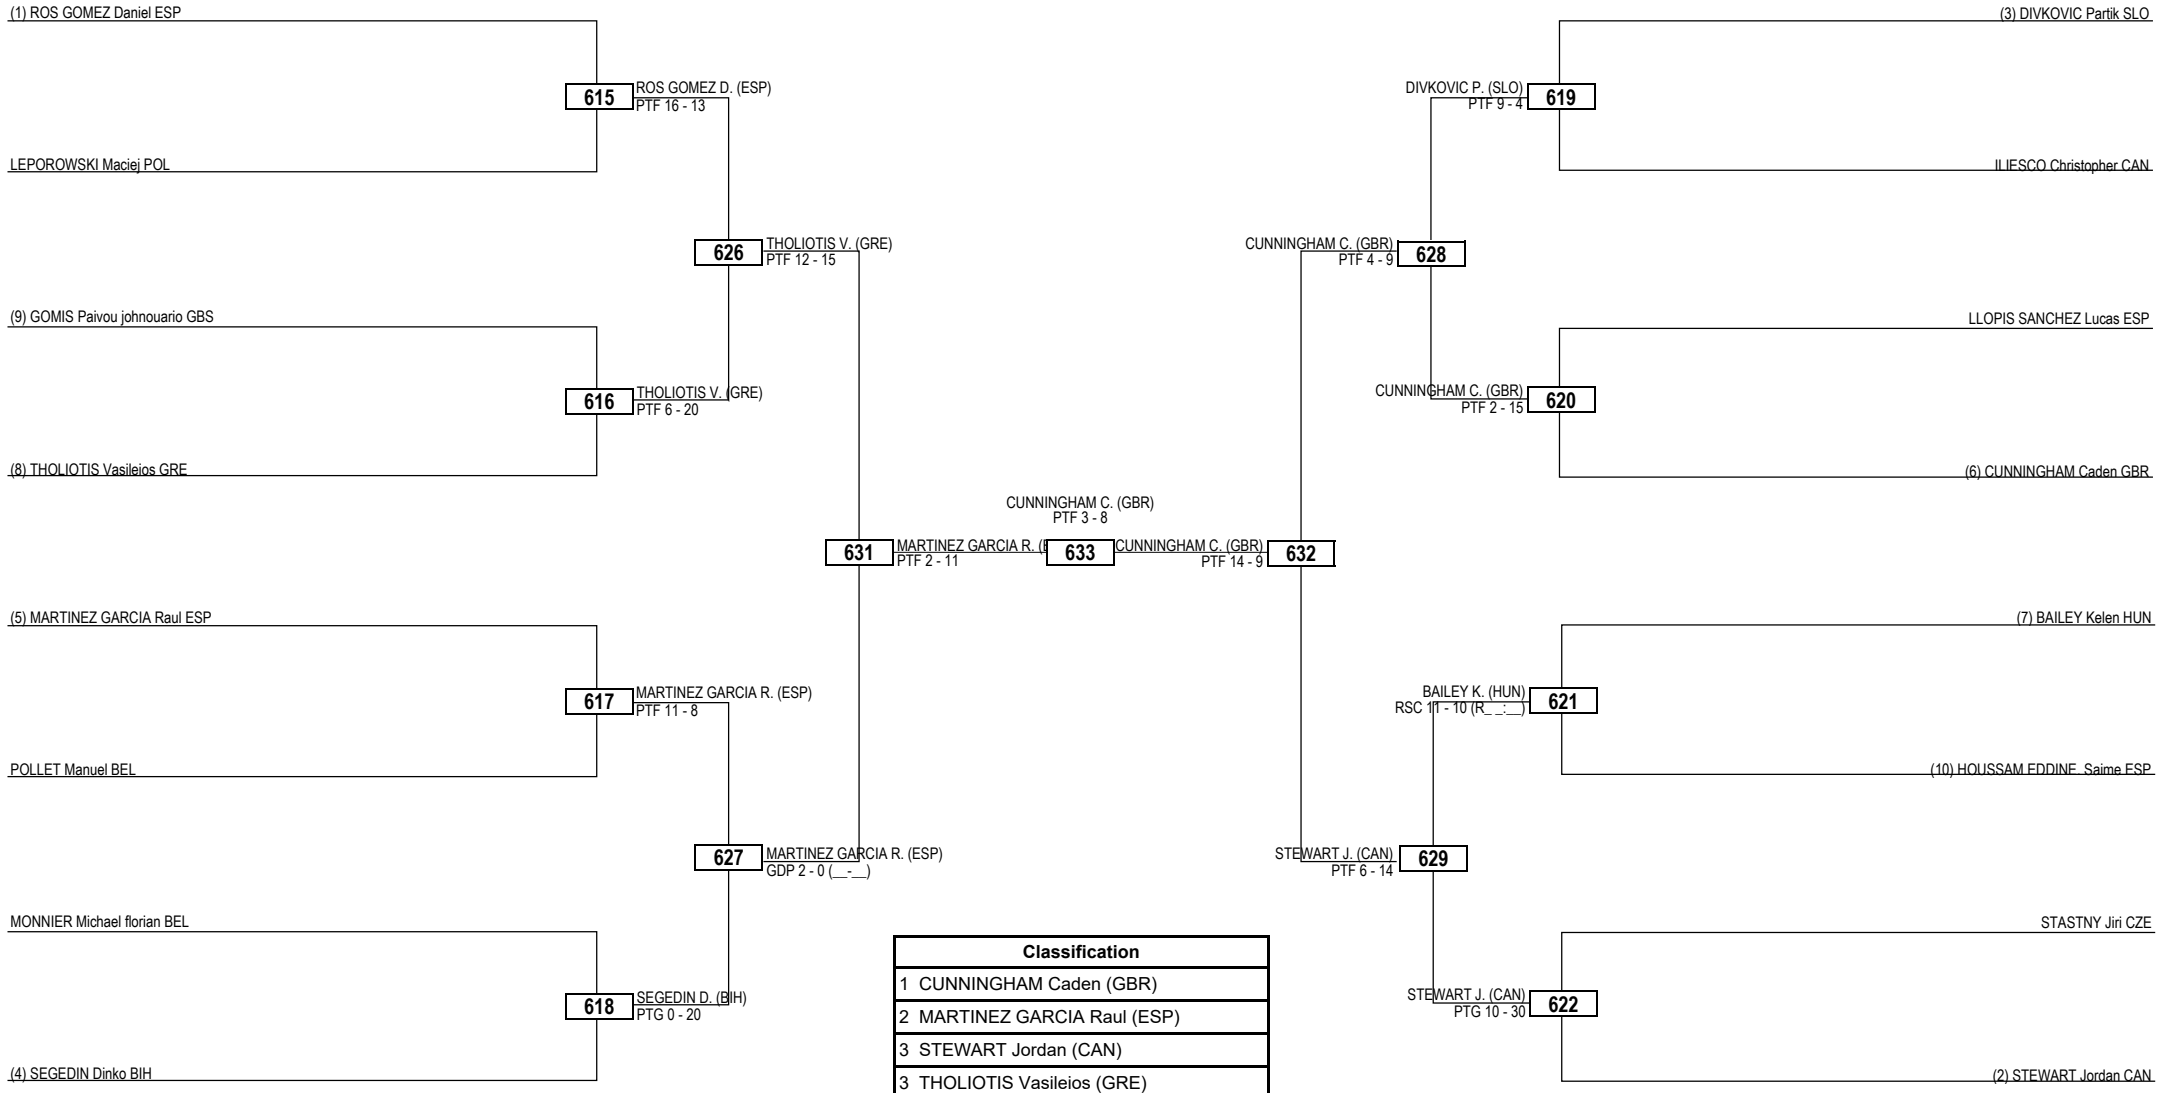 (1) ROS GOMEZ Daniel ESP
615
ROS GOMEZ D. (ESP)
PTF 16 - 13
LEPOROWSKI Maciej POL
626
THOLIOTIS V. (GRE)
PTF 12 - 15
(9) GOMIS Paivou johnouario GBS
616
THOLIOTIS V. (GRE)
PTF 6 - 20
(8) THOLIOTIS Vasileios GRE
631
MARTINEZ GARCIA R. (
PTF 2 - 11
(5) MARTINEZ GARCIA Raul ESP
617
MARTINEZ GARCIA R. (ESP)
PTF 11 - 8
POLLET Manuel BEL
627
MARTINEZ GARCIA R. (ESP)
GDP 2 - 0 (__-__)
MONNIER Michael florian BEL
618
SEGEDIN D. (BIH)
PTG 0 - 20
(4) SEGEDIN Dinko BIH
CUNNINGHAM C. (GBR)
PTF 3 - 8
633
(3) DIVKOVIC Partik SLO
DIVKOVIC P. (SLO)
PTF 9 - 4
619
ILIESCO Christopher CAN
CUNNINGHAM C. (GBR)
PTF 4 - 9
628
LLOPIS SANCHEZ Lucas ESP
CUNNINGHAM C. (GBR)
PTF 2 - 15
620
(6) CUNNINGHAM Caden GBR
CUNNINGHAM C. (GBR)
PTF 14 - 9
632
(7) BAILEY Kelen HUN
BAILEY K. (HUN)
RSC 11 - 10 (R_ _:__)
621
(10) HOUSSAM EDDINE. Saime ESP
STEWART J. (CAN)
PTF 6 - 14
629
STASTNY Jiri CZE
STEWART J. (CAN)
PTG 10 - 30
622
(2) STEWART Jordan CAN
Classification
1 CUNNINGHAM Caden (GBR)
2 MARTINEZ GARCIA Raul (ESP)
3 STEWART Jordan (CAN)
3 THOLIOTIS Vasileios (GRE)